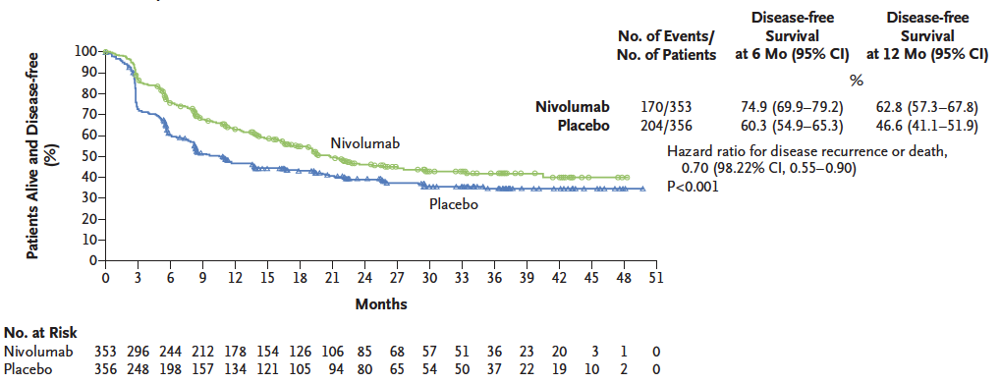 Disease-free Disease-free
No. of Events/ Survival Survival
No. of Patients at 6 Mo (95% CI) at 12 Mo (95% CI)
%
Nivolumab 170/353 74.9 (69.9–79.2) 62.8 (57.3–67.8)
Placebo 204/356 60.3 (54.9–65.3) 46.6 (41.1–51.9)
Hazard ratio for disease recurrence or death,
0.70 (98.22% CI, 0.55–0.90)
P<0.001
Patients Alive and Disease-free
(%)
100
90
80
70
60
50
40
30
20
10
0
Nivolumab
Placebo
0 3 6 9 12 15 18 21 24 27 30 33 36 39 42 45 48 51
Months
No. at Risk
Nivolumab 353 296 244 212 178 154 126 106 85 68 57 51 36 23 20 3 1 0
Placebo 356 248 198 157 134 121 105 94 80 65 54 50 37 22 19 10 2 0